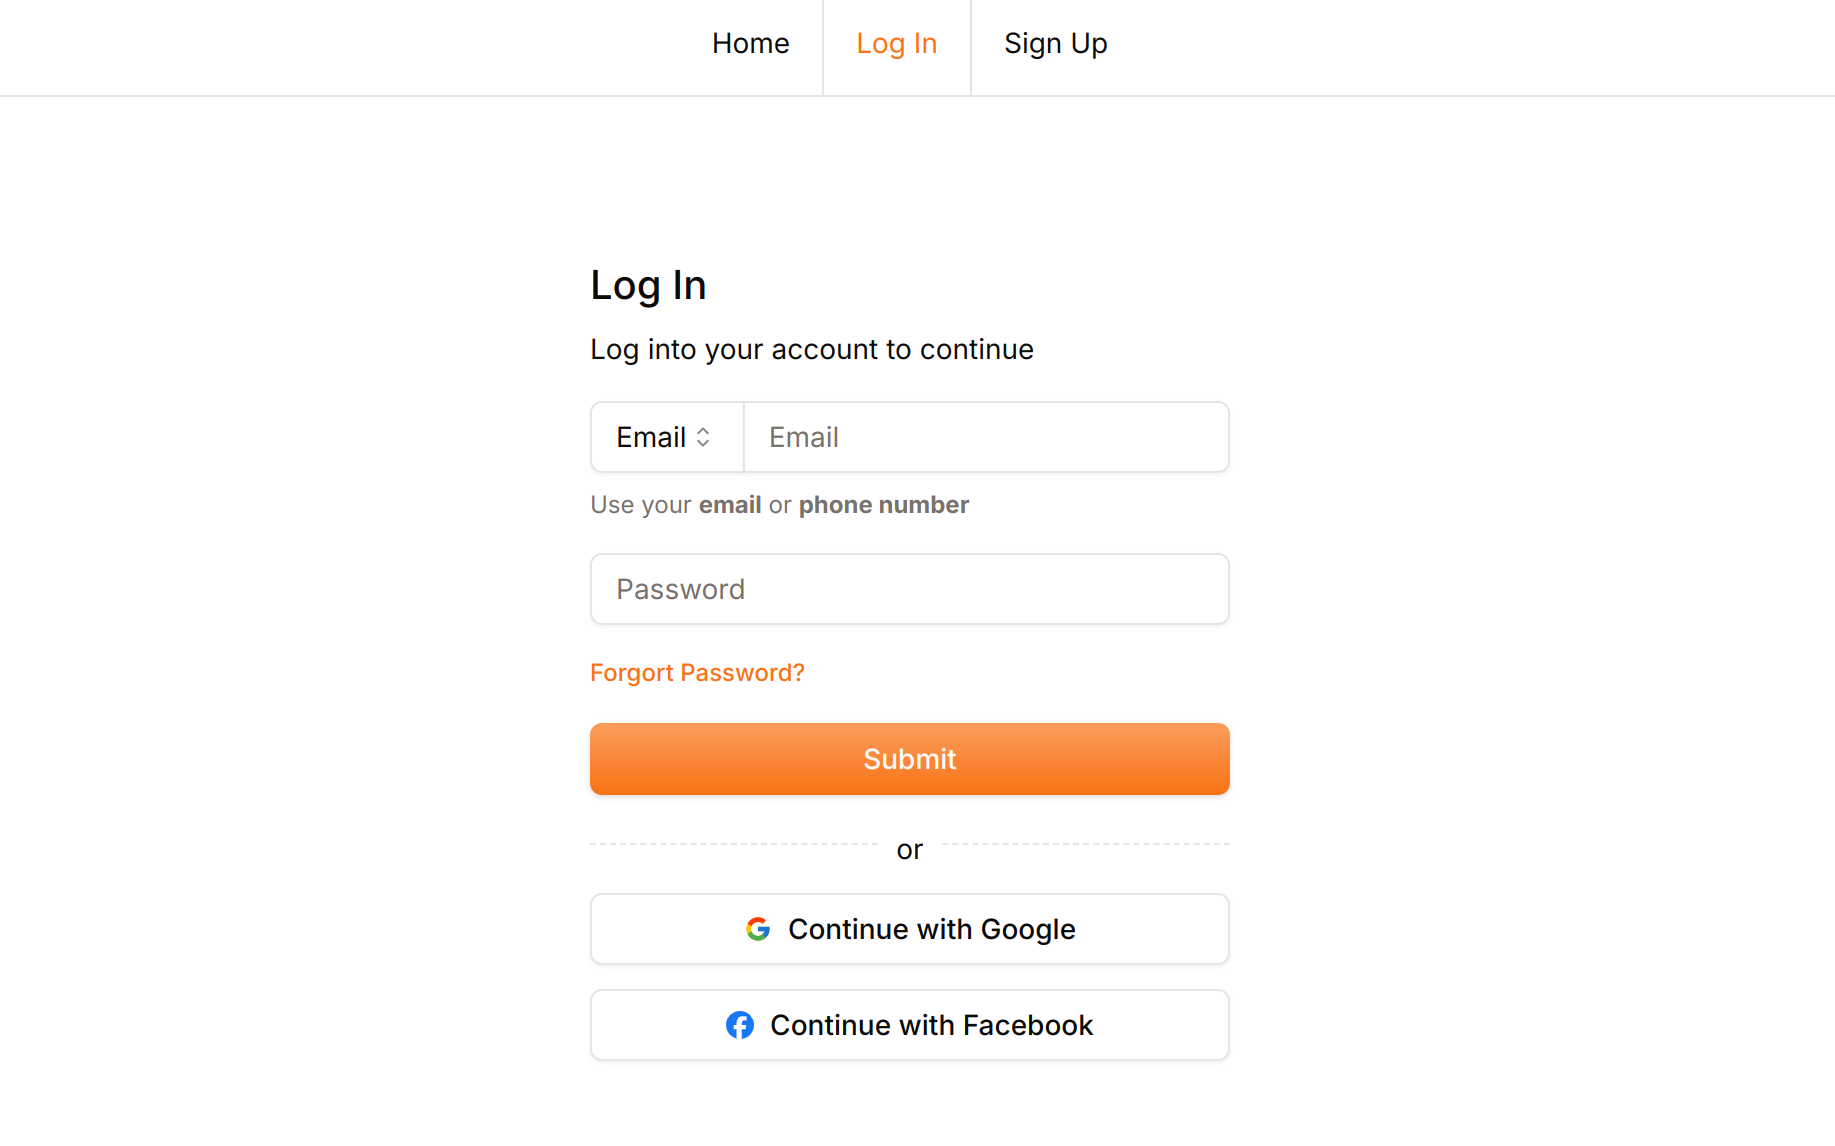 Home Log In Sign Up
Log In
Log into your account to continue
Email Email
Use your email or phone number
Password
Forgort Password?
Submit
or
Continue with Google
Continue with Facebook